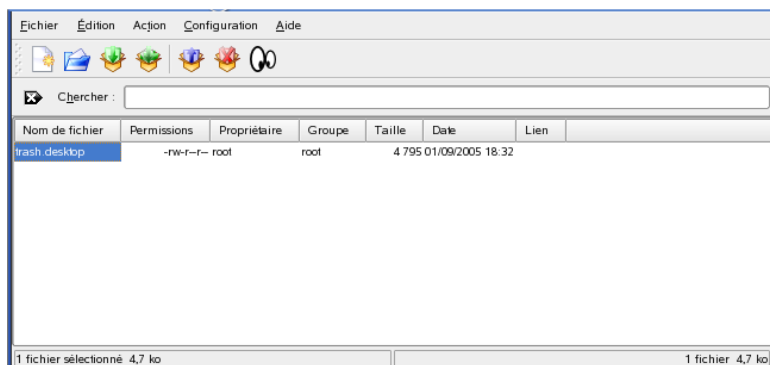 Fichier Édition Action Configuration Aide
Chercher :
Nom de fichier Permissions Propriétaire Groupe Taille Date Lien
trash.desktop -rw-r--r-- root root 4 795 01/09/2005 18:32
1 fichier sélectionné 4,7 ko 1 fichier 4,7 ko